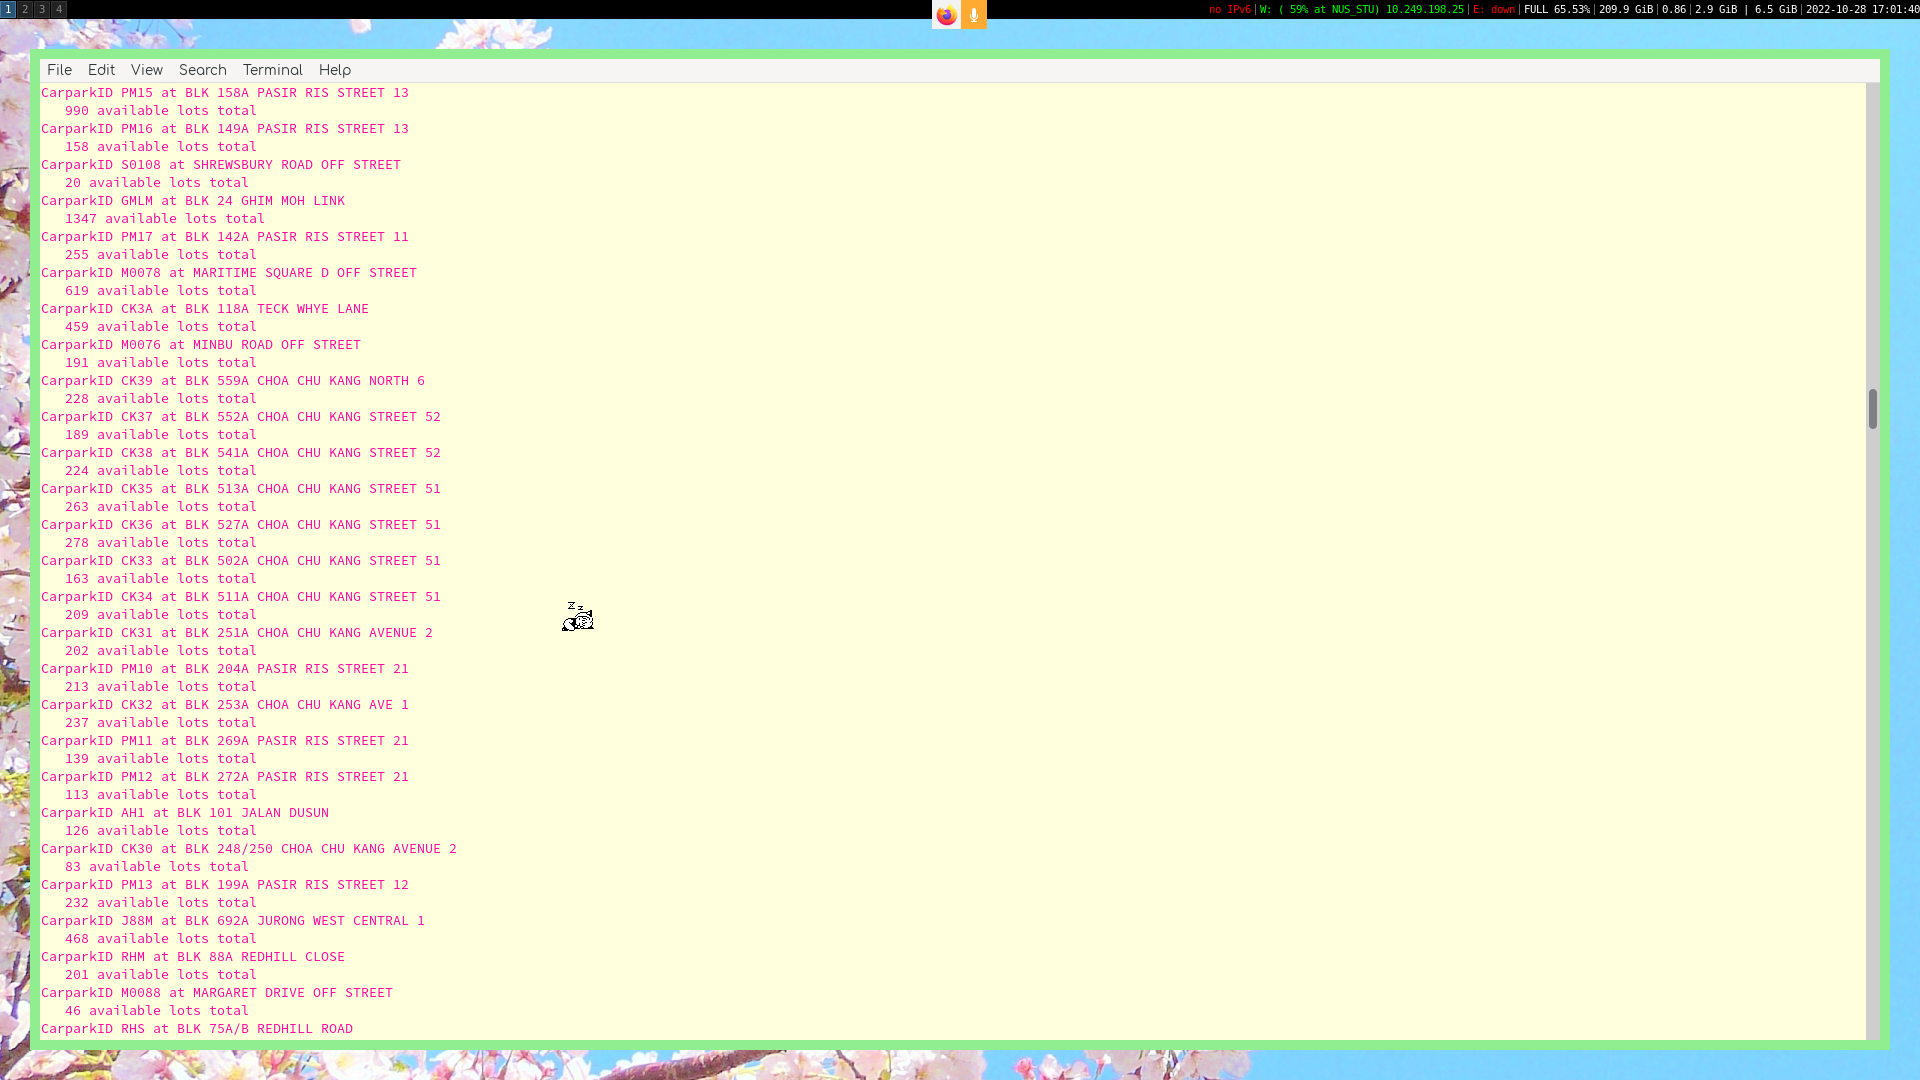 1 2 3 4
no IPv6|W: ( 59% at NUS_STU) 10.249.198.25|E: down|FULL 65.53%|209.9 GiB|0.86|2.9 GiB | 6.5 GiB|2022-10-28 17:01:40
File Edit View Search Terminal Help
CarparkID PM15 at BLK 158A PASIR RIS STREET 13
990 available lots total
CarparkID PM16 at BLK 149A PASIR RIS STREET 13
158 available lots total
CarparkID S0108 at SHREWSBURY ROAD OFF STREET
20 available lots total
CarparkID GMLM at BLK 24 GHIM MOH LINK
1347 available lots total
CarparkID PM17 at BLK 142A PASIR RIS STREET 11
255 available lots total
CarparkID M0078 at MARITIME SQUARE D OFF STREET
619 available lots total
CarparkID CK3A at BLK 118A TECK WHYE LANE
459 available lots total
CarparkID M0076 at MINBU ROAD OFF STREET
191 available lots total
CarparkID CK39 at BLK 559A CHOA CHU KANG NORTH 6
228 available lots total
CarparkID CK37 at BLK 552A CHOA CHU KANG STREET 52
189 available lots total
CarparkID CK38 at BLK 541A CHOA CHU KANG STREET 52
224 available lots total
CarparkID CK35 at BLK 513A CHOA CHU KANG STREET 51
263 available lots total
CarparkID CK36 at BLK 527A CHOA CHU KANG STREET 51
278 available lots total
CarparkID CK33 at BLK 502A CHOA CHU KANG STREET 51
163 available lots total
CarparkID CK34 at BLK 511A CHOA CHU KANG STREET 51
209 available lots total
CarparkID CK31 at BLK 251A CHOA CHU KANG AVENUE 2
202 available lots total
CarparkID PM10 at BLK 204A PASIR RIS STREET 21
213 available lots total
CarparkID CK32 at BLK 253A CHOA CHU KANG AVE 1
237 available lots total
CarparkID PM11 at BLK 269A PASIR RIS STREET 21
139 available lots total
CarparkID PM12 at BLK 272A PASIR RIS STREET 21
113 available lots total
CarparkID AH1 at BLK 101 JALAN DUSUN
126 available lots total
CarparkID CK30 at BLK 248/250 CHOA CHU KANG AVENUE 2
83 available lots total
CarparkID PM13 at BLK 199A PASIR RIS STREET 12
232 available lots total
CarparkID J88M at BLK 692A JURONG WEST CENTRAL 1
468 available lots total
CarparkID RHM at BLK 88A REDHILL CLOSE
201 available lots total
CarparkID M0088 at MARGARET DRIVE OFF STREET
46 available lots total
CarparkID RHS at BLK 75A/B REDHILL ROAD